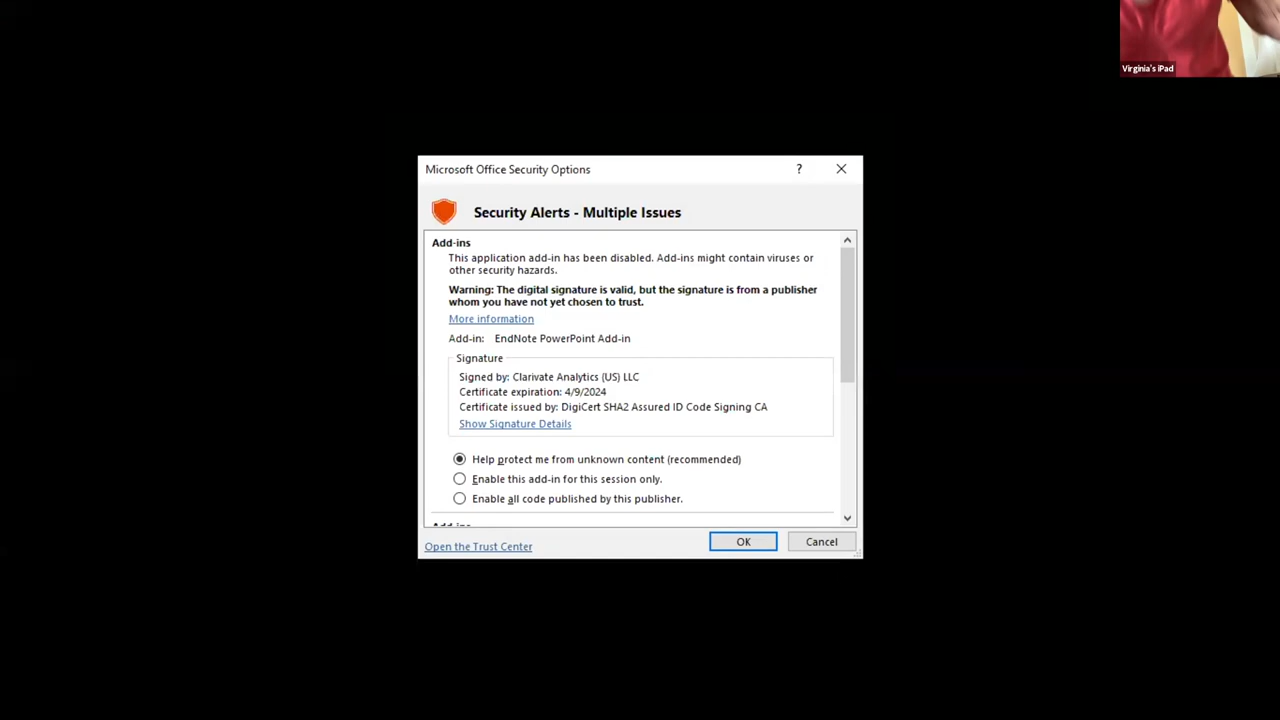 Virginia's iPad
Microsoft Office Security Options
?
Security Alerts - Multiple Issues
Add-ins
This application add-in has been disabled. Add-ins might contain viruses or
other security hazards.
Warning: The digital signature is valid, but the signature is from a publisher
whom you have not yet chosen to trust.
More information
Add-in: EndNote PowerPoint Add-in
Signature
Signed by: Clarivate Analytics (US) LLC
Certificate expiration: 4/9/2024
Certificate issued by: DigiCert SHA2 Assured ID Code Signing CA
Show Signature Details
Help protect me from unknown content (recommended)
Enable this add-in for this session only.
Enable all code published by this publisher.
Add-ins
Open the Trust Center
OK
Cancel